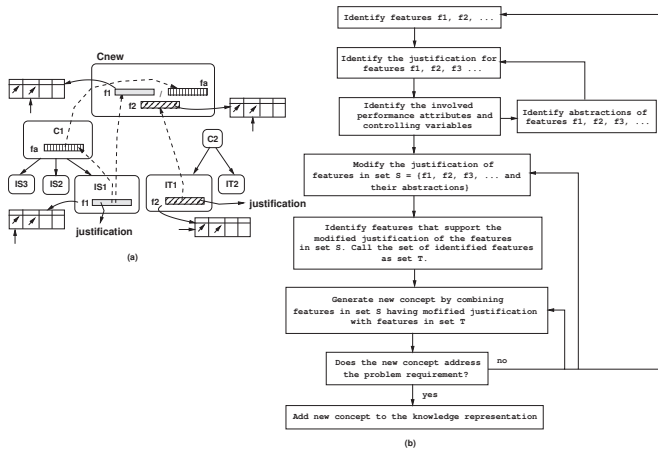 Cnew
fa
f1
/
f2
C1
fa
C2
IS3
IS2
IS1
IT1
IT2
f1
f2
justification
justification
(a)
Identify features f1, f2, ...
Identify the justification for
features f1, f2, f3 ...
Identify the involved
performance attributes and
controlling variables
Identify abstractions of
features f1, f2, f3, ...
Modify the justification of
features in set S = {f1, f2, f3, ... and
their abstractions}
Identify features that support the
modified justification of the features
in set S. Call the set of identified features
as set T.
Generate new concept by combining
features in set S having mofified justification
with features in set T
Does the new concept address
the problem requirement?
no
yes
Add new concept to the knowledge representation
(b)